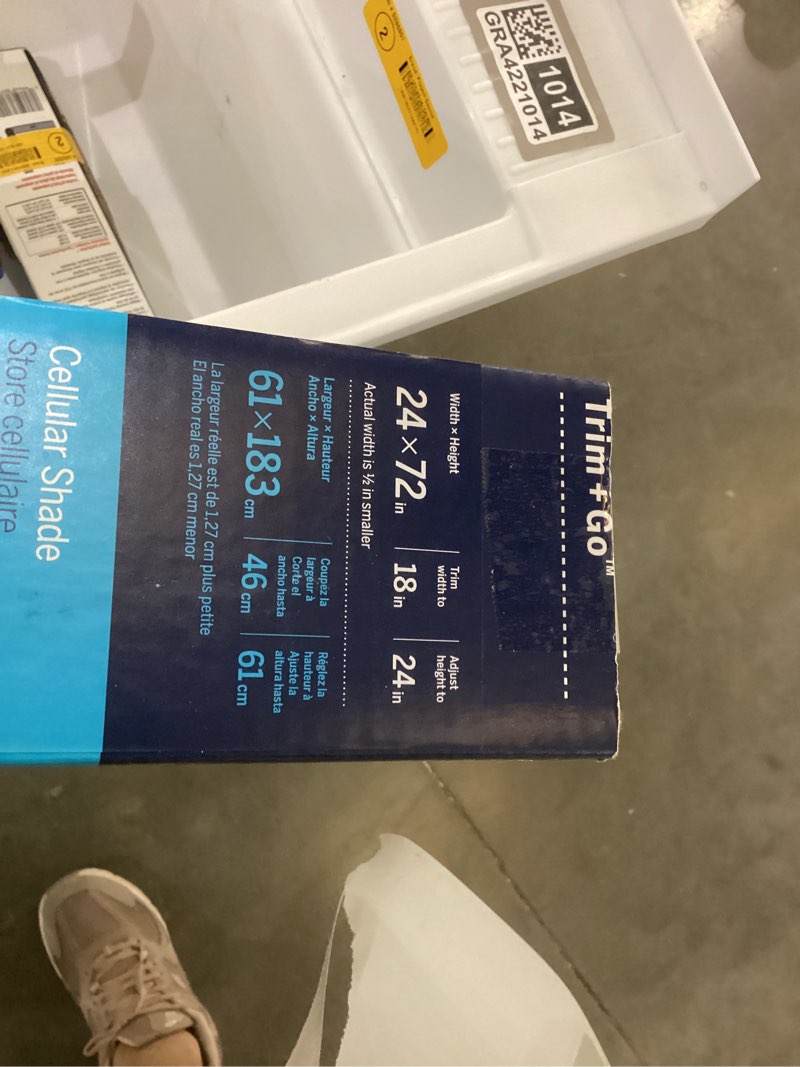 Trim + Go™
Width × Height
24 × 72 in
Trim
width to
18 in
Adjust
height to
24 in
Actual width is ½ in smaller
Largeur × Hauteur
Ancho × Altura
61 × 183 cm
Coupez la
largeur à
Corte el
ancho hasta
46 cm
Réglez la
hauteur à
Ajuste la
altura hasta
61 cm
La largeur réelle est de 1.27 cm plus petite
El ancho real es 1.27 cm menor
Cellular Shade
Store cellulaire
1014
GRA4221014
2
2